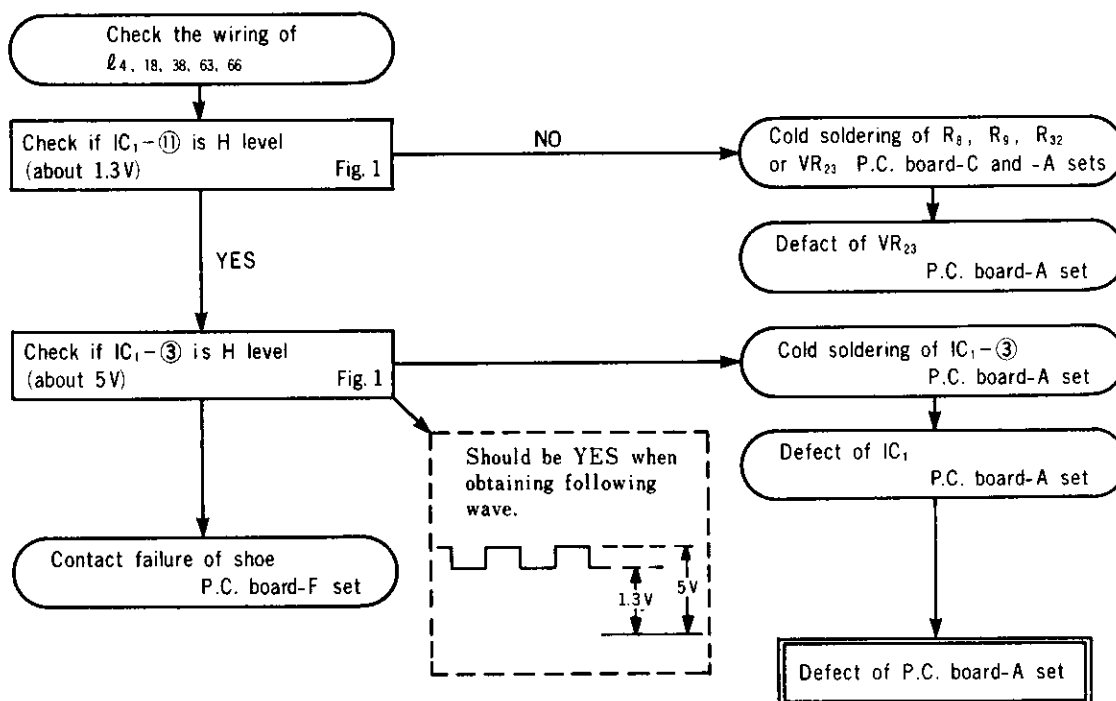 Check the wiring of
ℓ4, 18, 38, 63, 66
Check if IC₁-⑪ is H level
(about 1.3V) Fig. 1
NO
Cold soldering of R₈, R₉, R₃₂
or VR₂₃ P.C. board-C and -A sets
Defact of VR₂₃
P.C. board-A set
YES
Check if IC₁-③ is H level
(about 5V) Fig. 1
Cold soldering of IC₁-③
P.C. board-A set
Defect of IC₁
P.C. board-A set
Should be YES when
obtaining following
wave.
1.3V
5V
Contact failure of shoe
P.C. board-F set
Defect of P.C. board-A set